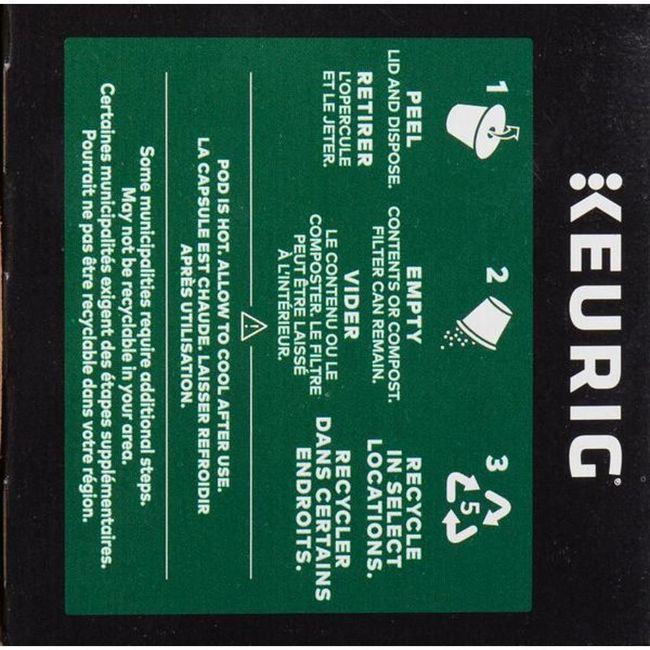 KEURIG®
1
PEEL
LID AND DISPOSE.
RETIRER
L'OPERCULE
ET LE JETER.
2
EMPTY
CONTENTS OR COMPOST.
FILTER CAN REMAIN.
VIDER
LE CONTENU OU LE
COMPOSTER. LE FILTRE
PEUT ÊTRE LAISSÉ
À L'INTÉRIEUR.
3
5
RECYCLE
IN SELECT
LOCATIONS.
RECYCLER
DANS CERTAINS
ENDROITS.
!
POD IS HOT. ALLOW TO COOL AFTER USE.
LA CAPSULE EST CHAUDE. LAISSER REFROIDIR
APRÈS UTILISATION.
Some municipalities require additional steps.
May not be recyclable in your area.
Certaines municipalités exigent des étapes supplémentaires.
Pourrait ne pas être recyclable dans votre région.